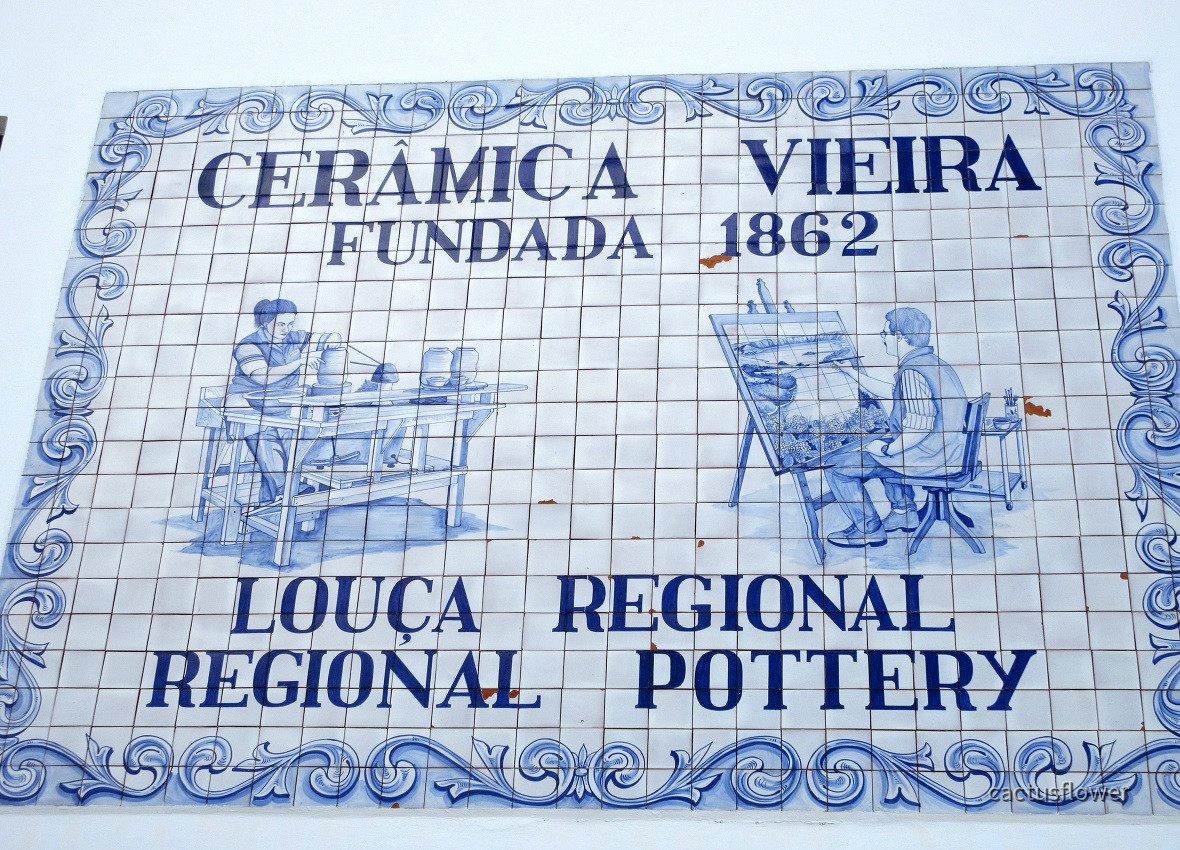 CERÂMICA VIEIRA
FUNDADA 1862
LOUÇA REGIONAL
REGIONAL POTTERY
cactusflower